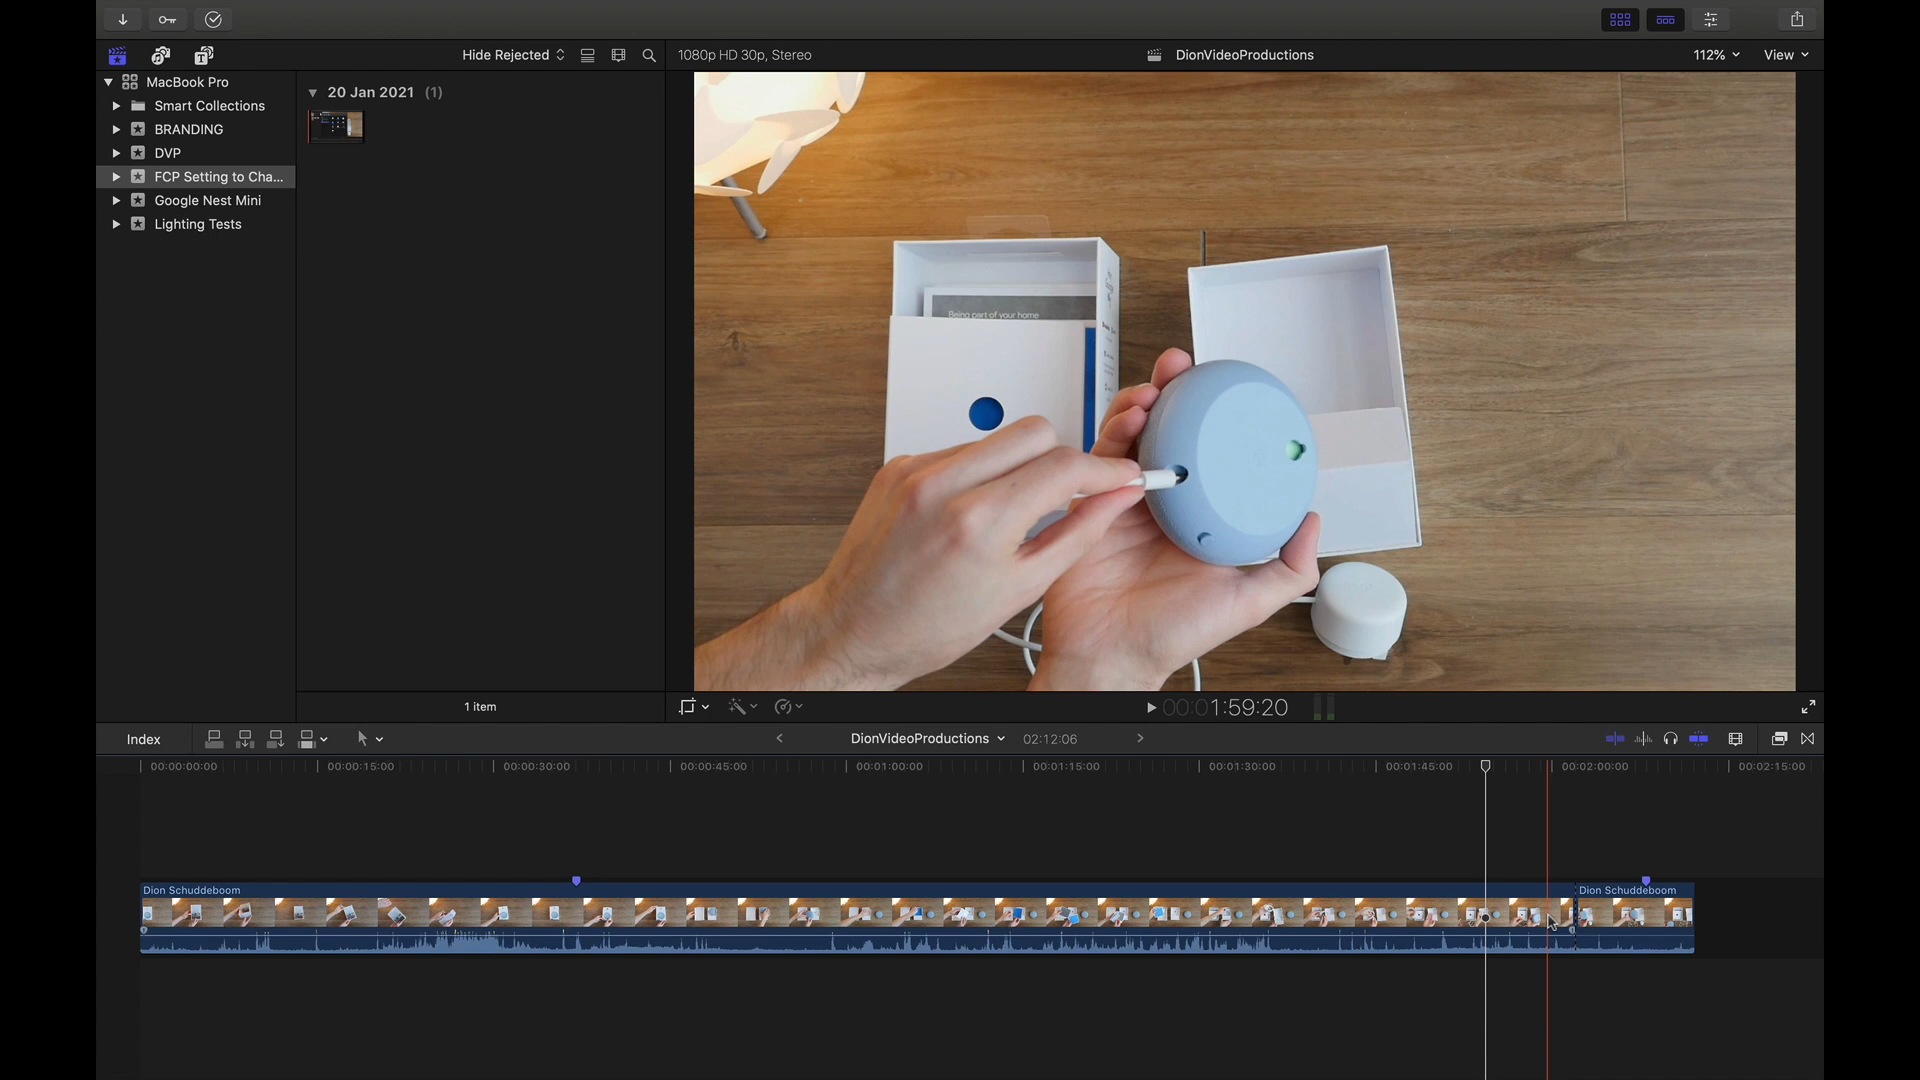 Hide Rejected
1080p HD 30p, Stereo
DionVideoProductions
112%
View
MacBook Pro
Smart Collections
BRANDING
DVP
FCP Setting to Cha...
Google Nest Mini
Lighting Tests
20 Jan 2021 (1)
Being part of your home
1 item
00:01:59:20
Index
DionVideoProductions
02:12:06
00:00:00:00
00:00:15:00
00:00:30:00
00:00:45:00
00:01:00:00
00:01:15:00
00:01:30:00
00:01:45:00
00:02:00:00
00:02:15:00
Dion Schuddeboom
Dion Schuddeboom